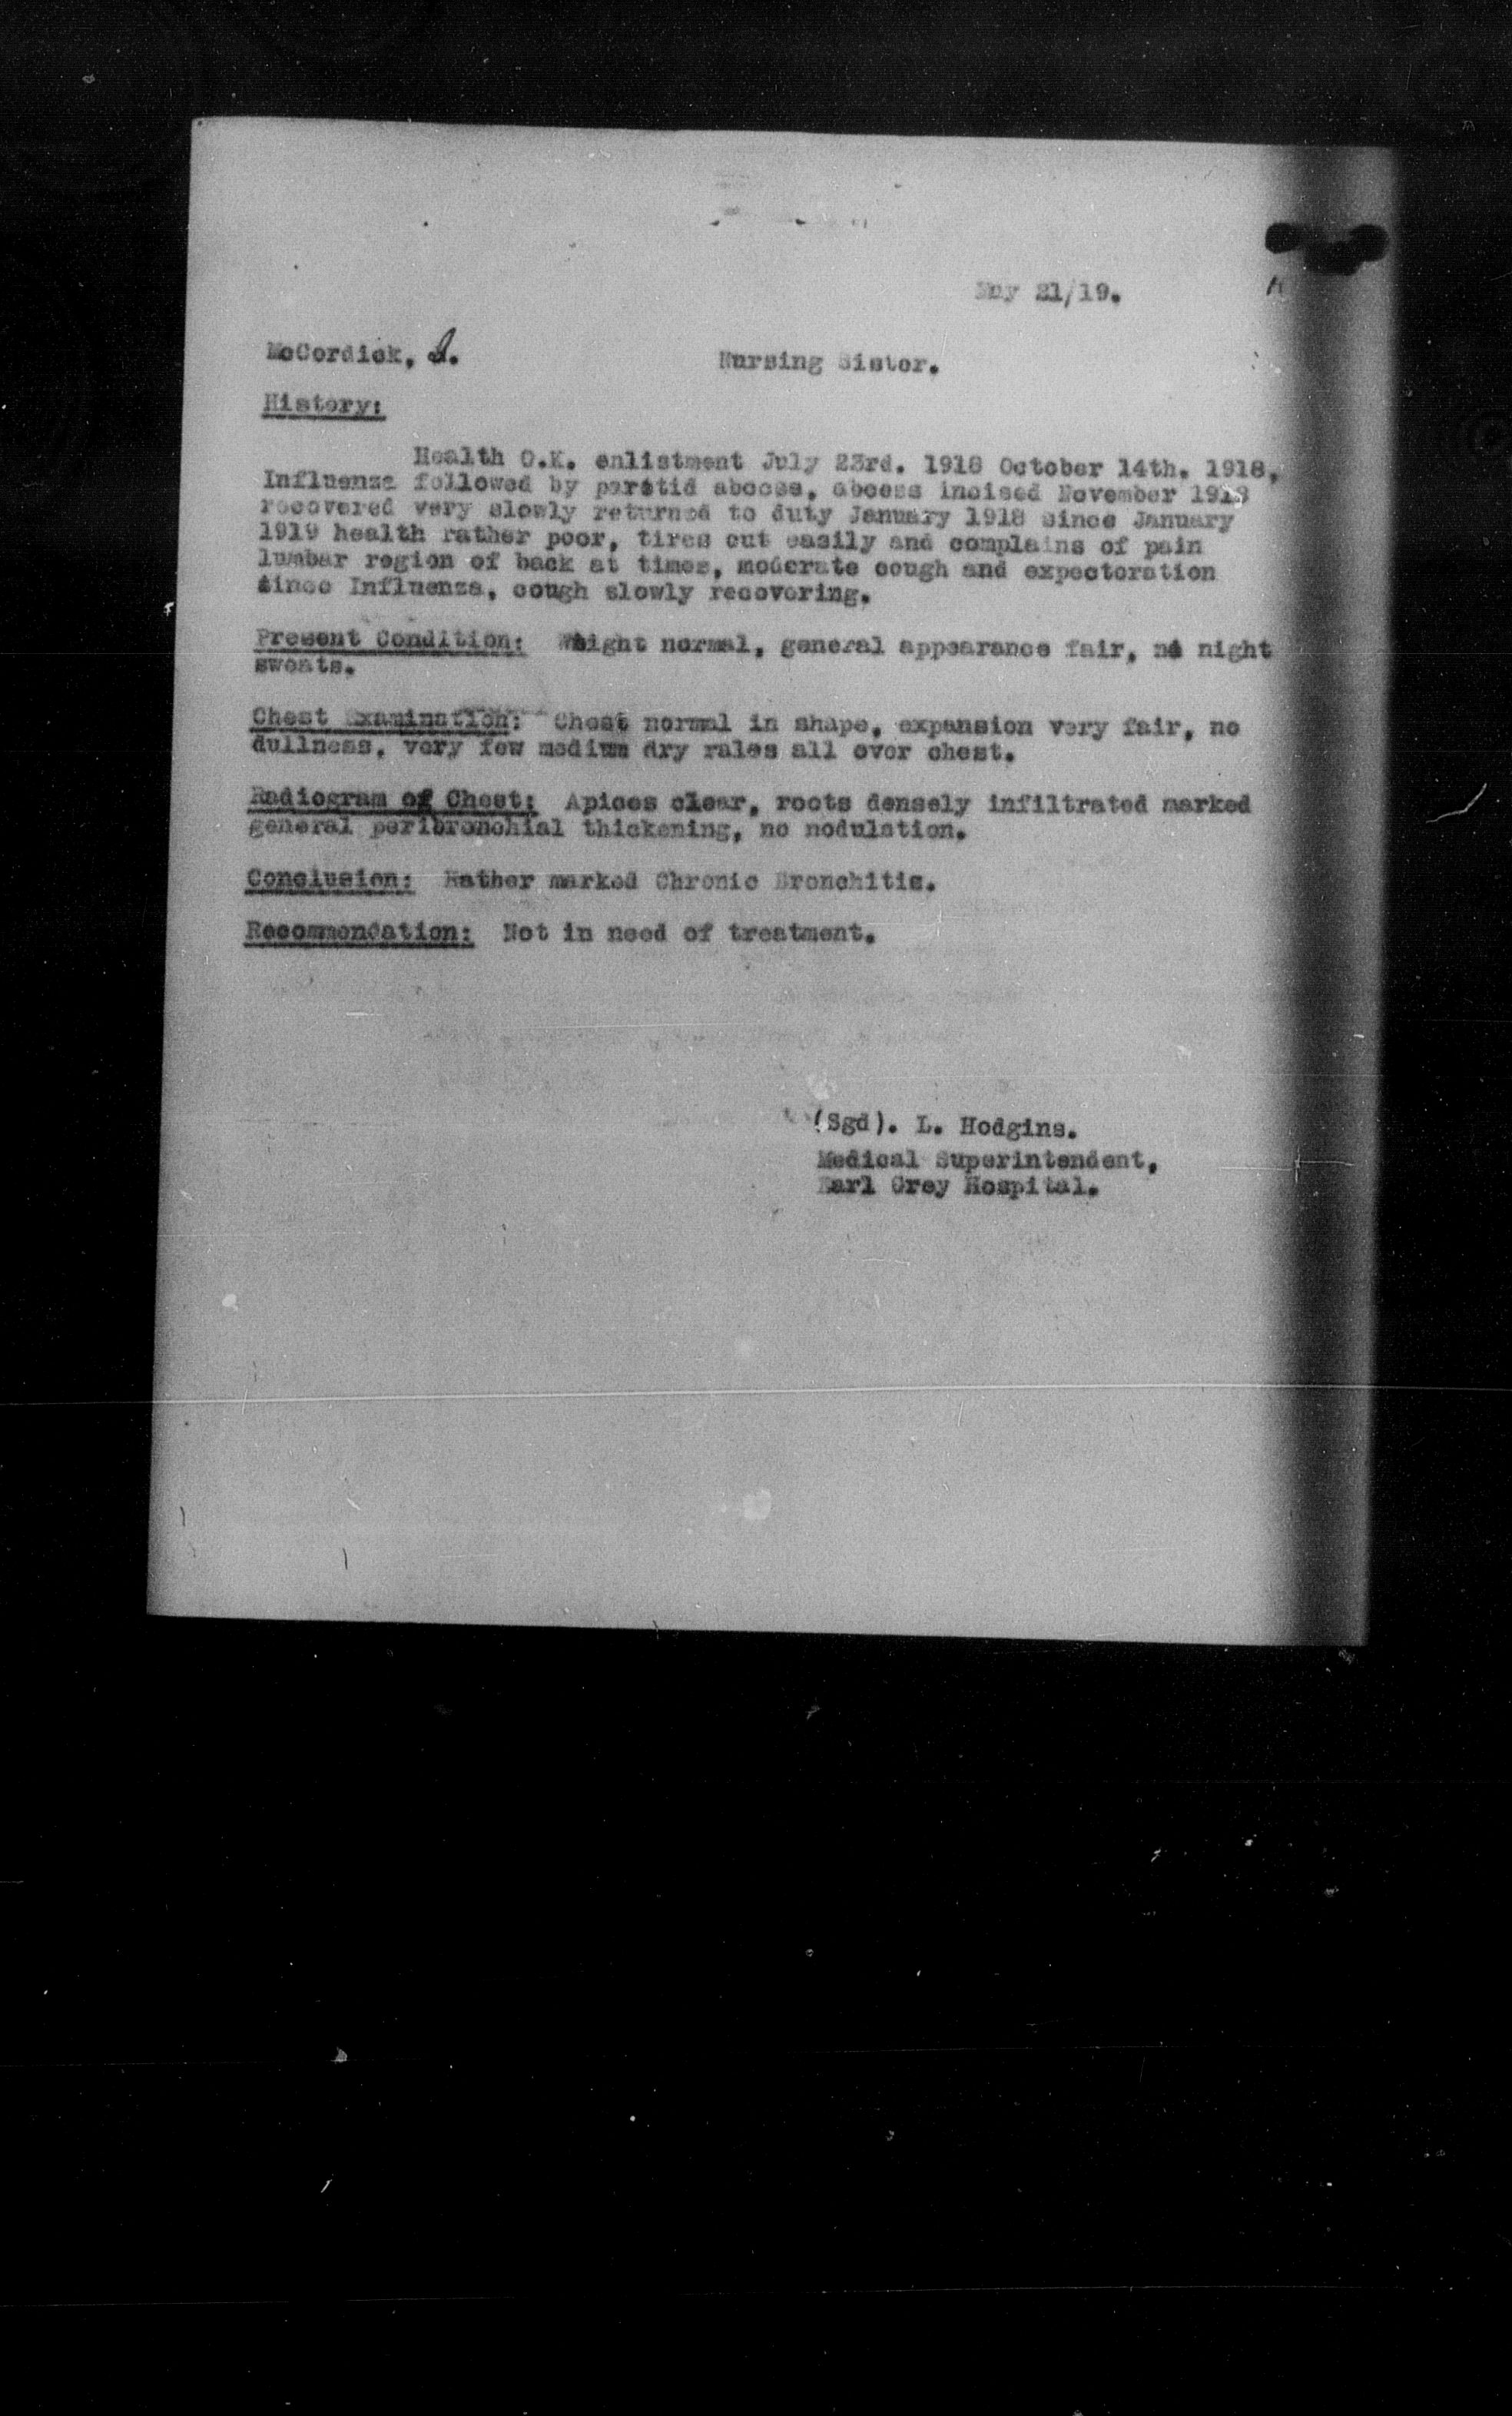 May 21/19.
McCordick, I.
Nursing Sister.
History:
Health O.K. enlistment July 23rd. 1918 October 14th. 1918,
Influenza followed by parotid abcess, abcess incised November 1918
recovered very slowly returned to duty January 1918 since January
1919 health rather poor, tires out easily and complains of pain
lumbar region of back at times, moderate cough and expectoration
since Influenza, cough slowly recovering.
Present Condition: Weight normal, general appearance fair, no night
sweats.
Chest Examination: Chest normal in shape, expansion very fair, no
dullness, very few medium dry rales all over chest.
Radiogram of Chest: Apices clear, roots densely infiltrated marked
general peribronchial thickening, no nodulation.
Conclusion: Rather marked Chronic Bronchitis.
Recommendation: Not in need of treatment.
(Sgd). L. Hodgins.
Medical Superintendent,
Earl Grey Hospital.